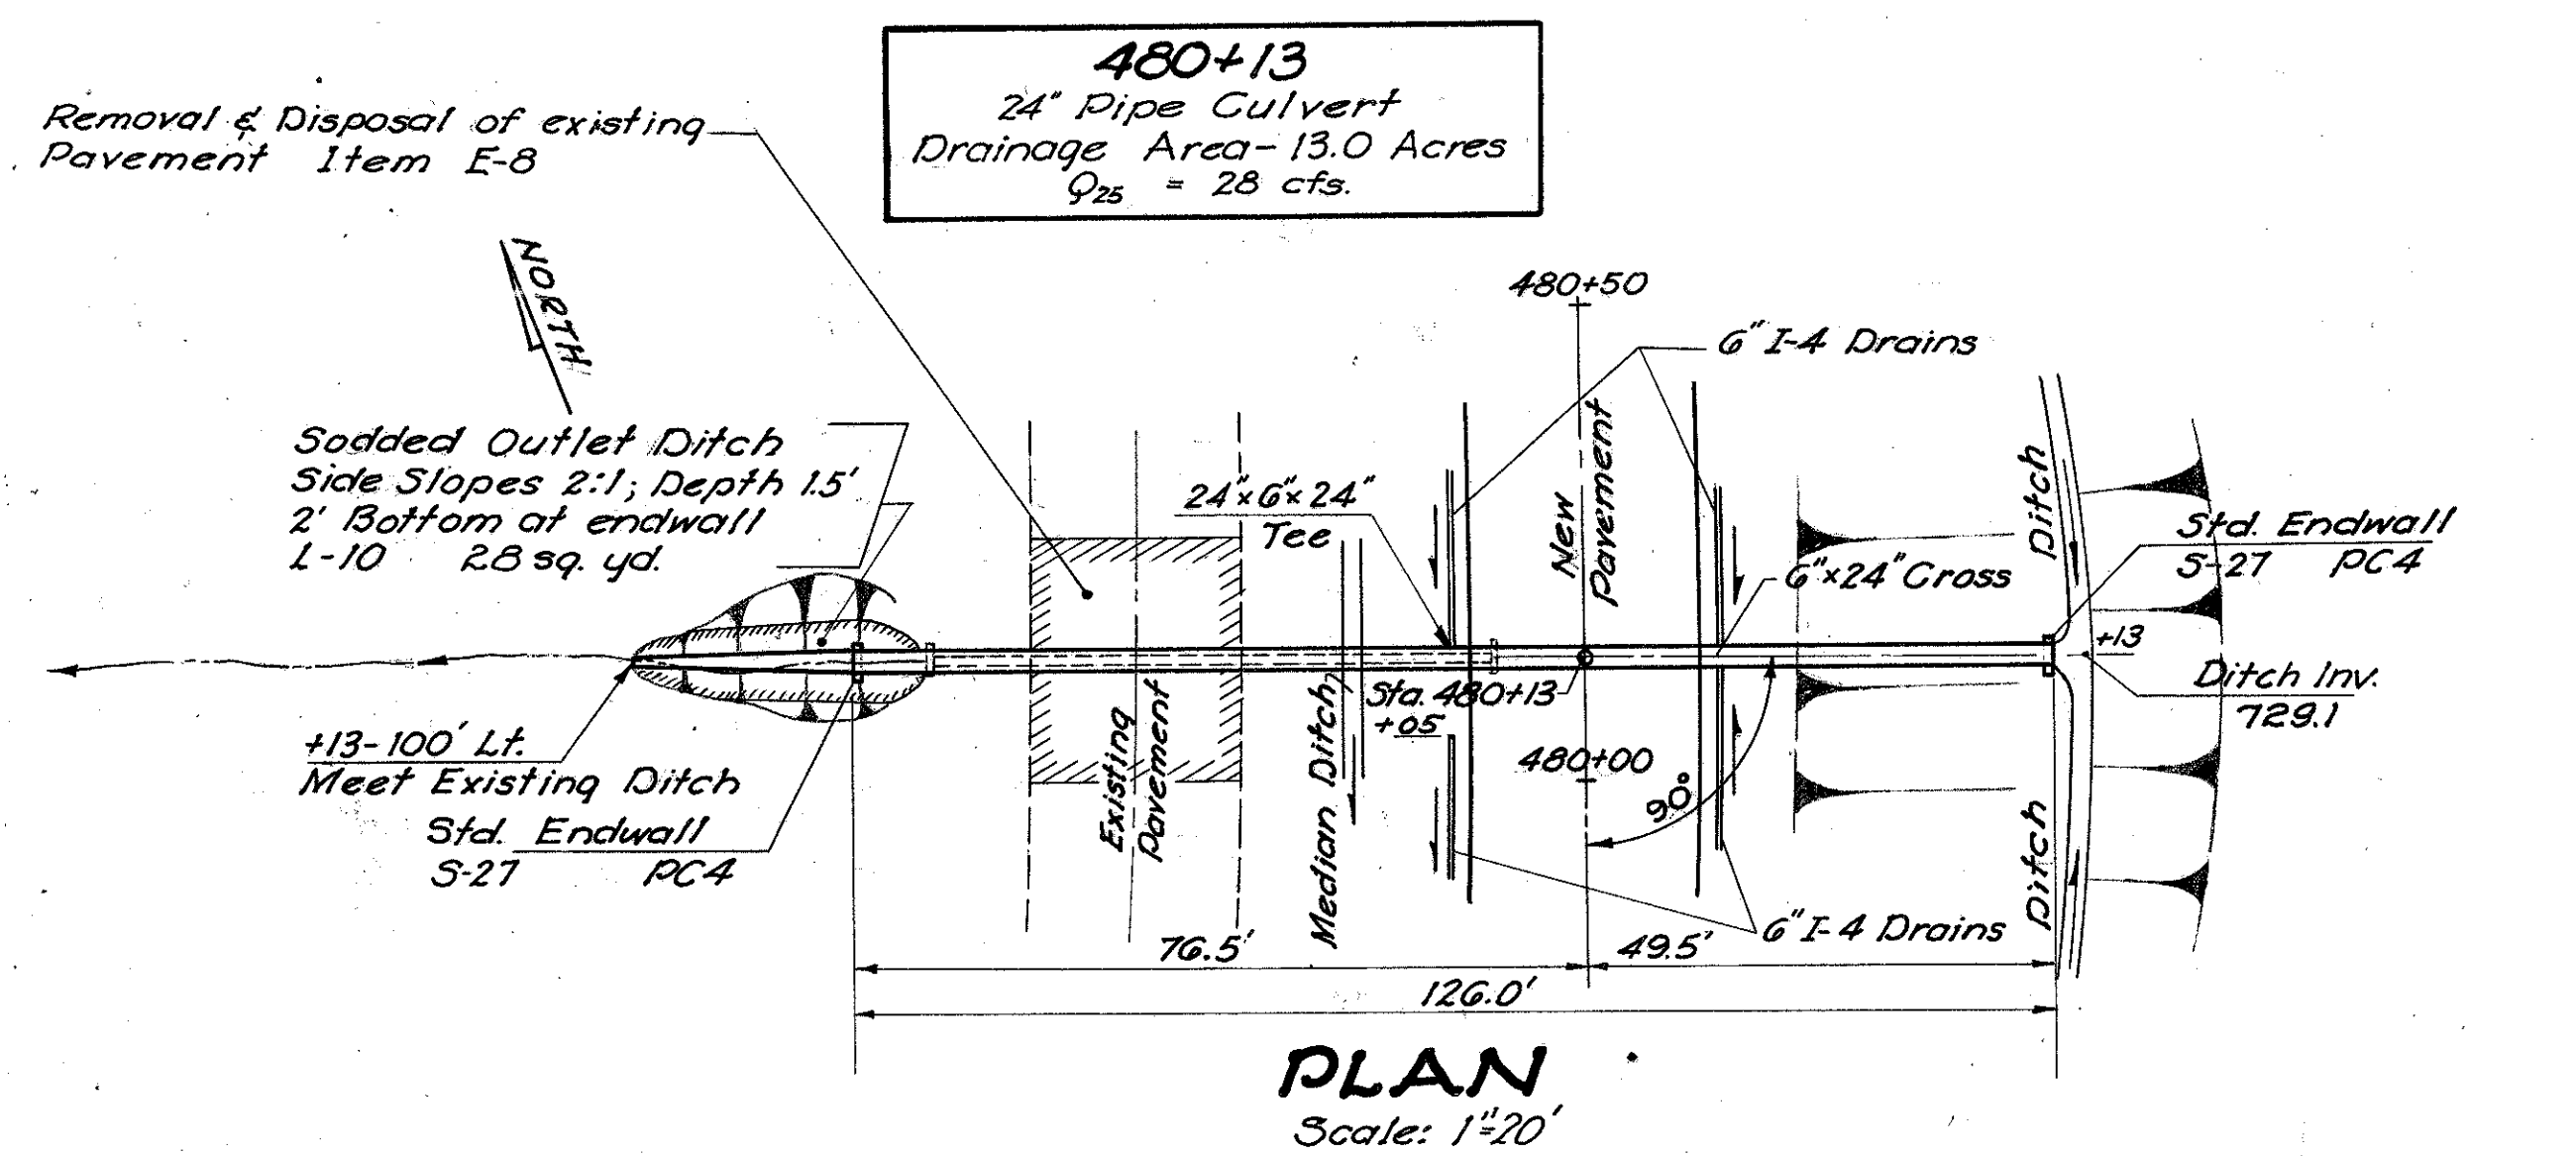 480+13
24" Pipe Culvert
Drainage Area - 13.0 Acres
Q25 = 28 cfs.
Removal & Disposal of existing
Pavement Item E-8
NORTH
480+50
6" I-4 Drains
Sodded Outlet Ditch
Side Slopes 2:1; Depth 1.5'
2' Bottom at endwall
L-10 28 sq. yd.
24"x6"x24"
Tee
New
Pavement
Ditch
Std. Endwall
S-27 PC4
6"x24" Cross
+13
Ditch Inv.
729.1
Sta. 480+13
+05
480+00
90°
+13-100' Lt.
Meet Existing Ditch
Std. Endwall
S-27 PC4
Existing
Pavement
Median Ditch
Ditch
6" I-4 Drains
76.5'
49.5'
126.0'
PLAN
Scale: 1"=20'